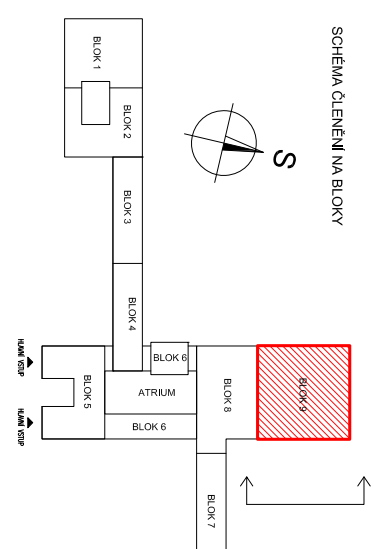 SCHÉMA ČLENĚNÍ NA BLOKY
BLOK 1
BLOK 2
S
BLOK 3
BLOK 4
BLOK 6
BLOK 9
BLOK 8
BLOK 5
ATRIUM
BLOK 6
BLOK 7
HLAVNÍ VSTUP
HLAVNÍ VSTUP